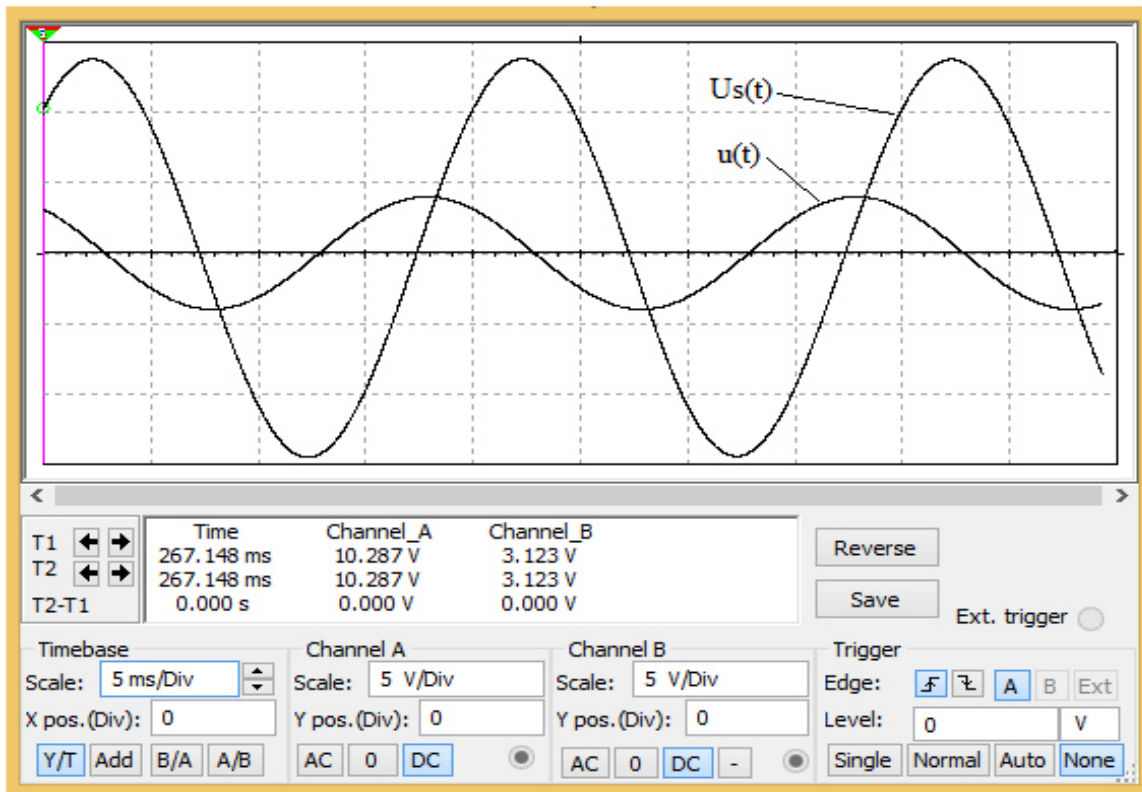 Us(t)
u(t)
T1
T2
T2-T1
Time Channel_A Channel_B
267.148 ms 10.287 V 3.123 V
267.148 ms 10.287 V 3.123 V
0.000 s 0.000 V 0.000 V
Reverse
Save
Ext. trigger
Timebase
Scale: 5 ms/Div
X pos.(Div): 0
Y/T Add B/A A/B
Channel A
Scale: 5 V/Div
Y pos.(Div): 0
AC 0 DC
Channel B
Scale: 5 V/Div
Y pos.(Div): 0
AC 0 DC -
Trigger
Edge: A B Ext
Level: 0 V
Single Normal Auto None